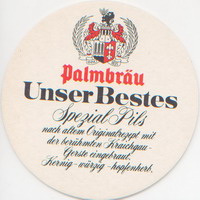 Palmbräu
Unser Bestes
Spezial Pils
nach altem Originalrezept mit
der berühmten Kraichgau-
Gerste eingebraut.
Kernig-würzig-hopfenherb.